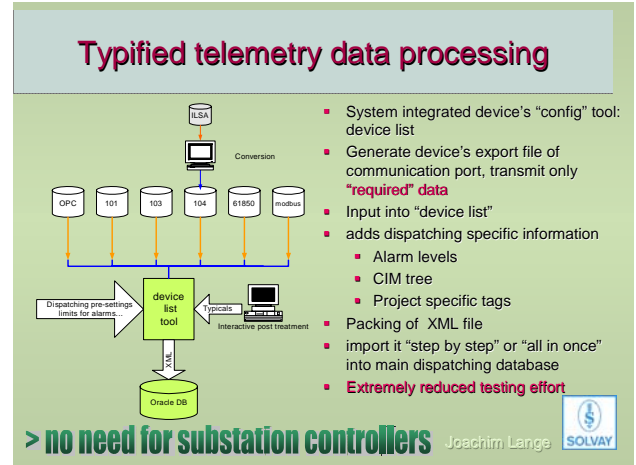 Typified telemetry data processing
ILSA
Conversion
OPC
101
103
104
61850
modbus
Dispatching pre-settings
limits for alarms...
device
list
tool
Typicals
Interactive post treatment
XML
Oracle DB
System integrated device's "config" tool:
device list
Generate device's export file of
communication port, transmit only
"required" data
Input into "device list"
adds dispatching specific information
Alarm levels
CIM tree
Project specific tags
Packing of XML file
import it "step by step" or "all in once"
into main dispatching database
Extremely reduced testing effort
> no need for substation controllers
Joachim Lange
SOLVAY